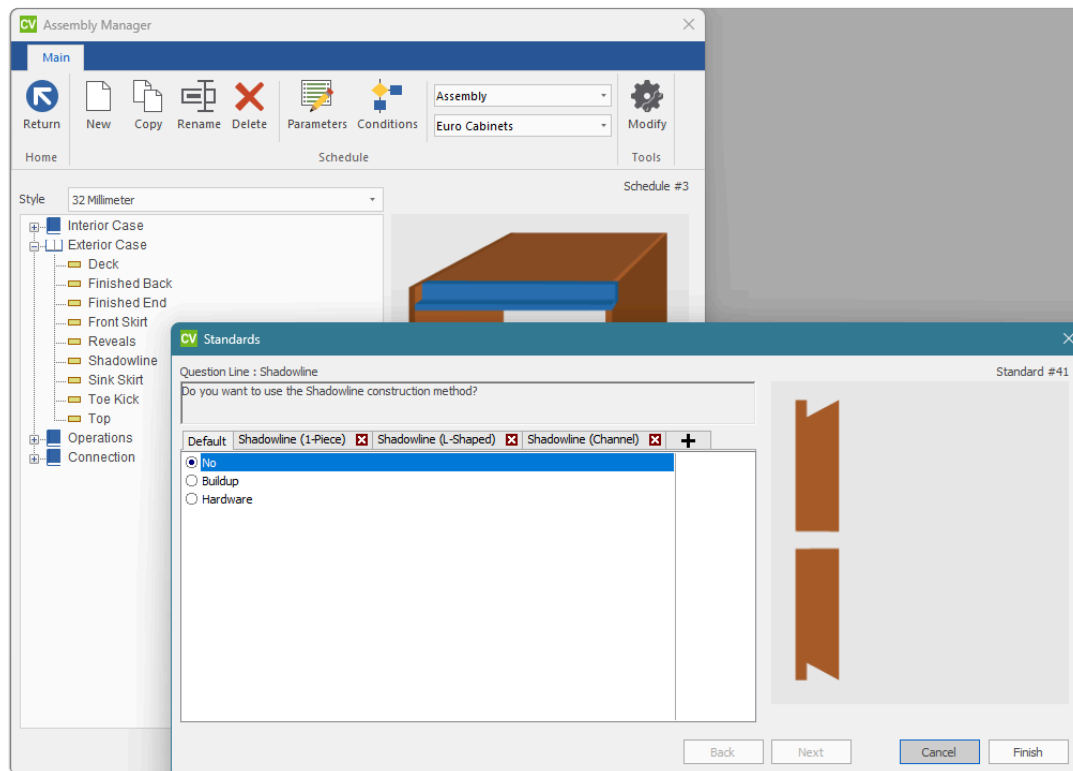 CV Assembly Manager
Main
Return New Copy Rename Delete Parameters Conditions Assembly Euro Cabinets Modify
Home Schedule Tools
Style 32 Millimeter
Schedule #3
Interior Case
Exterior Case
Deck
Finished Back
Finished End
Front Skirt
Reveals
Shadowline
Sink Skirt
Toe Kick
Top
Operations
Connection
CV Standards
Question Line : Shadowline
Standard #41
Do you want to use the Shadowline construction method?
Default Shadowline (1-Piece) Shadowline (L-Shaped) Shadowline (Channel)
No
Buildup
Hardware
Back Next Cancel Finish